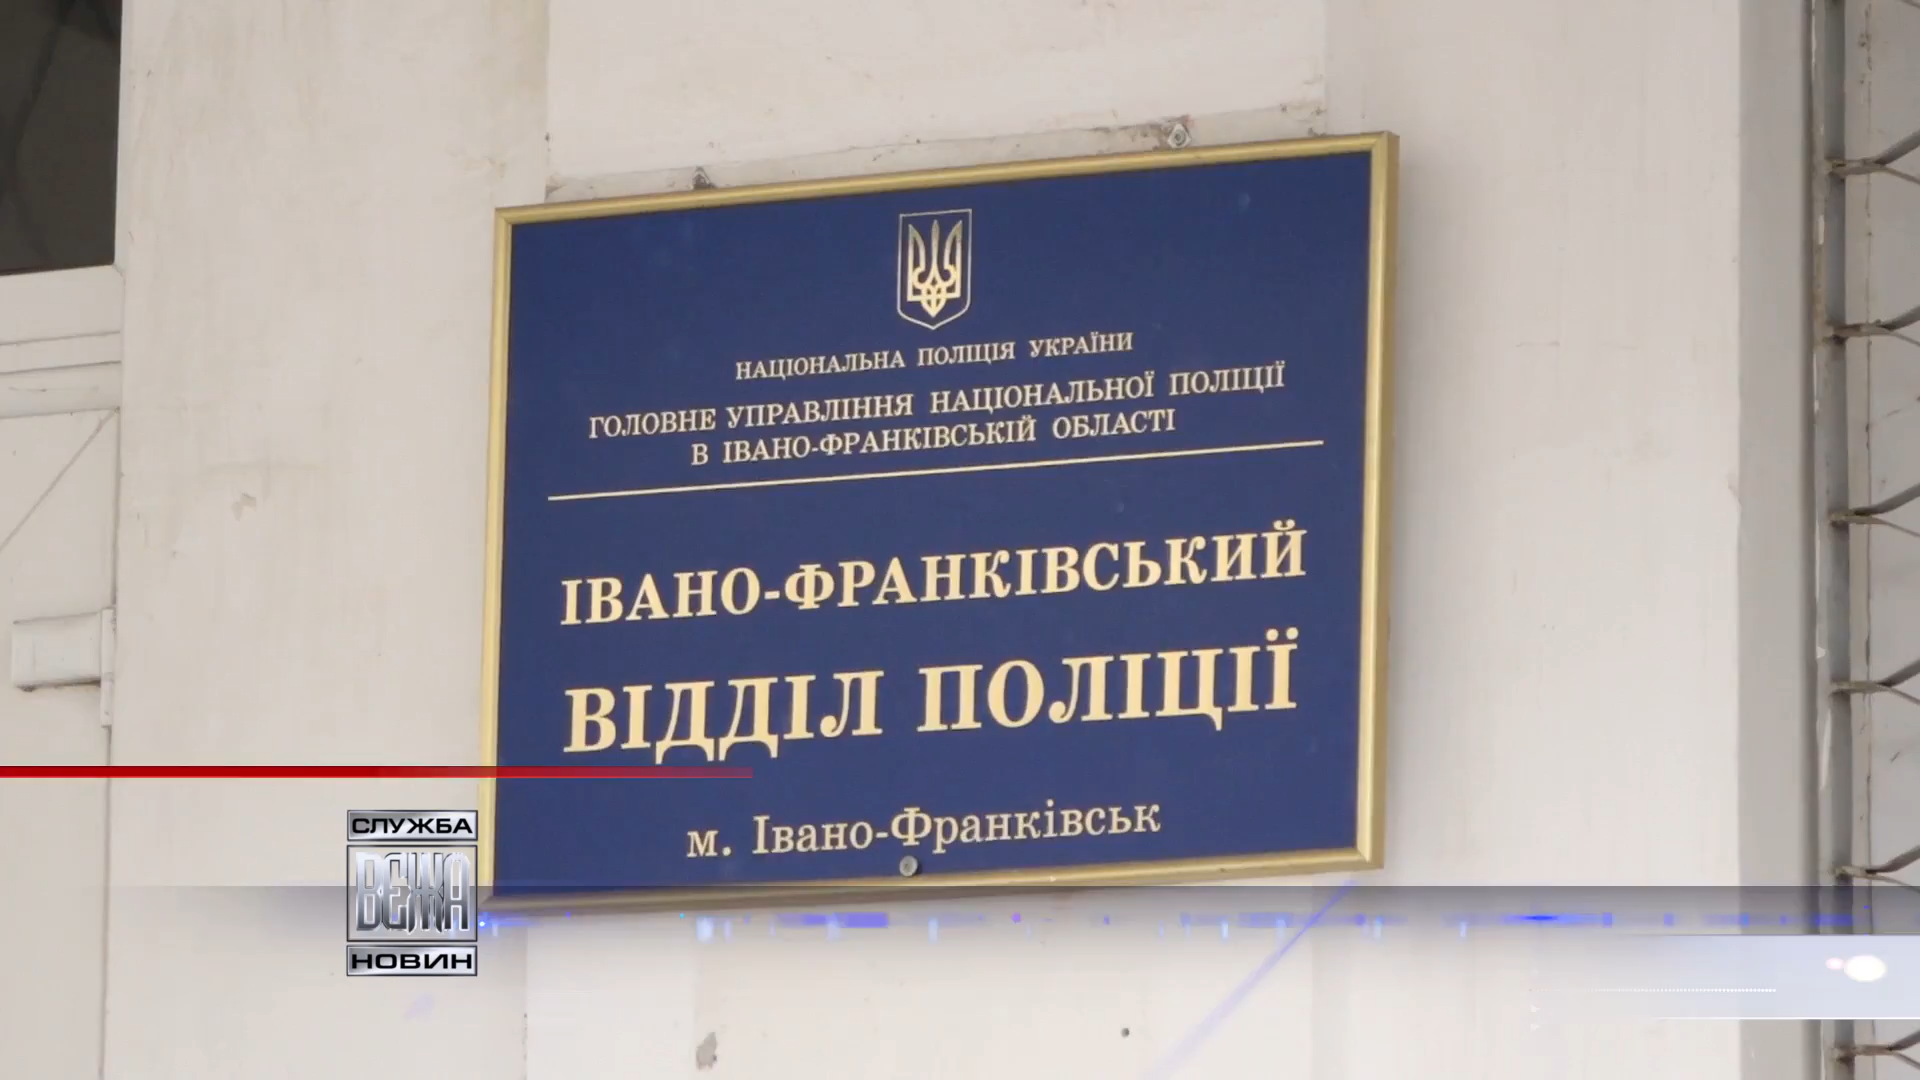 НАЦІОНАЛЬНА ПОЛІЦІЯ УКРАЇНИ
ГОЛОВНЕ УПРАВЛІННЯ НАЦІОНАЛЬНОЇ ПОЛІЦІЇ
В ІВАНО-ФРАНКІВСЬКІЙ ОБЛАСТІ
ІВАНО-ФРАНКІВСЬКИЙ
ВІДДІЛ ПОЛІЦІЇ
м. Івано-Франківськ
СЛУЖБА
ВЕЖА
НОВИН